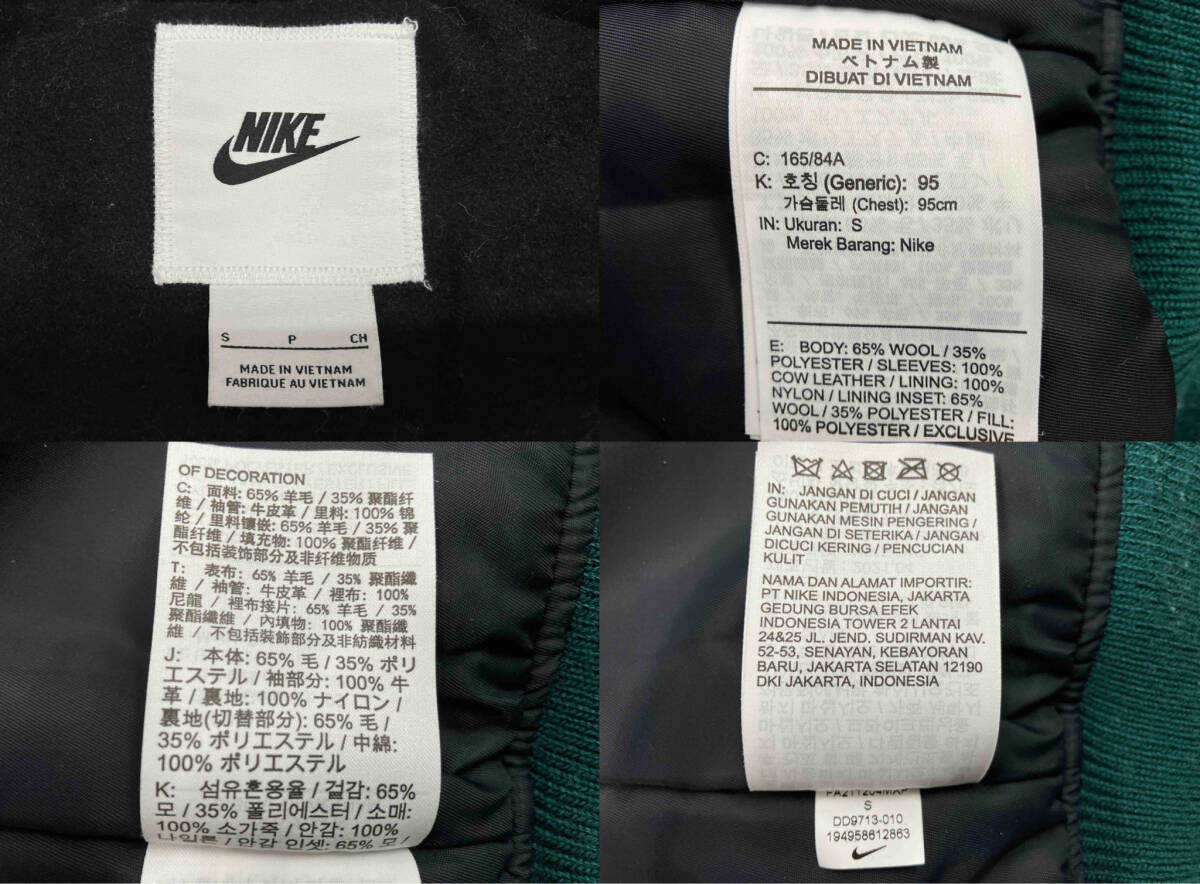 NIKE
S P CH
MADE IN VIETNAM
FABRIQUE AU VIETNAM
MADE IN VIETNAM
ベトナム製
DIBUAT DI VIETNAM
C: 165/84A
K: 호칭 (Generic): 95
가슴둘레 (Chest): 95cm
IN: Ukuran: S
Merek Barang: Nike
E: BODY: 65% WOOL / 35%
POLYESTER / SLEEVES: 100%
COW LEATHER / LINING: 100%
NYLON / LINING INSET: 65%
WOOL / 35% POLYESTER / FILL:
100% POLYESTER / EXCLUSIVE
OF DECORATION
C: 面料: 65% 羊毛 / 35% 聚酯纤
维 / 袖管: 牛皮革 / 里料: 100% 锦
纶 / 里料镶嵌: 65% 羊毛 / 35% 聚
酯纤维 / 填充物: 100% 聚酯纤维 /
不包括装饰部分及非纤维物质
T: 表布: 65% 羊毛 / 35% 聚酯纖
維 / 袖管: 牛皮革 / 裡布: 100%
尼龍 / 裡布接片: 65% 羊毛 / 35%
聚酯纖維 / 內填物: 100% 聚酯纖
維 / 不包括裝飾部分及非紡織材料
J: 本体: 65% 毛 / 35% ポリ
エステル / 袖部分: 100% 牛
革 / 裏地: 100% ナイロン /
裏地(切替部分): 65% 毛 /
35% ポリエステル / 中綿:
100% ポリエステル
K: 섬유혼용율 / 겉감: 65%
모 / 35% 폴리에스터 / 소매:
100% 소가죽 / 안감: 100%
나일론 / 안감 인셋: 65% 모 /
IN: JANGAN DI CUCI / JANGAN
GUNAKAN PEMUTIH / JANGAN
GUNAKAN MESIN PENGERING /
JANGAN DI SETERIKA / JANGAN
DICUCI KERING / PENCUCIAN
KULIT
NAMA DAN ALAMAT IMPORTIR:
PT NIKE INDONESIA, JAKARTA
GEDUNG BURSA EFEK
INDONESIA TOWER 2 LANTAI
24&25 JL. JEND. SUDIRMAN KAV.
52-53, SENAYAN, KEBAYORAN
BARU, JAKARTA SELATAN 12190
DKI JAKARTA, INDONESIA
S
DD9713-010
194958612863